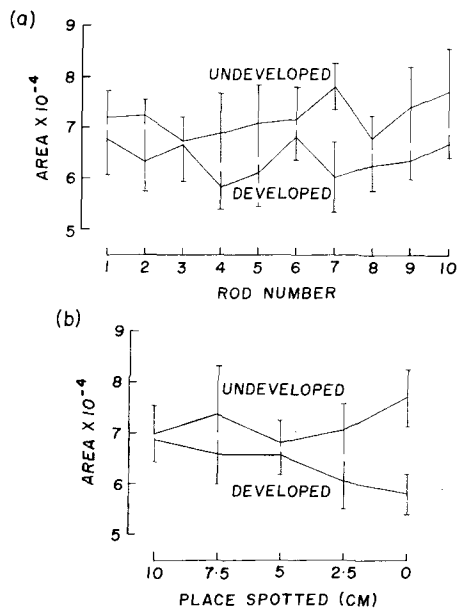 (a)
9
8
7
6
5
AREA × 10⁻⁴
UNDEVELOPED
DEVELOPED
1 2 3 4 5 6 7 8 9 10
ROD NUMBER
(b)
9
8
7
6
5
AREA × 10⁻⁴
UNDEVELOPED
DEVELOPED
10 7·5 5 2·5 0
PLACE SPOTTED (CM)